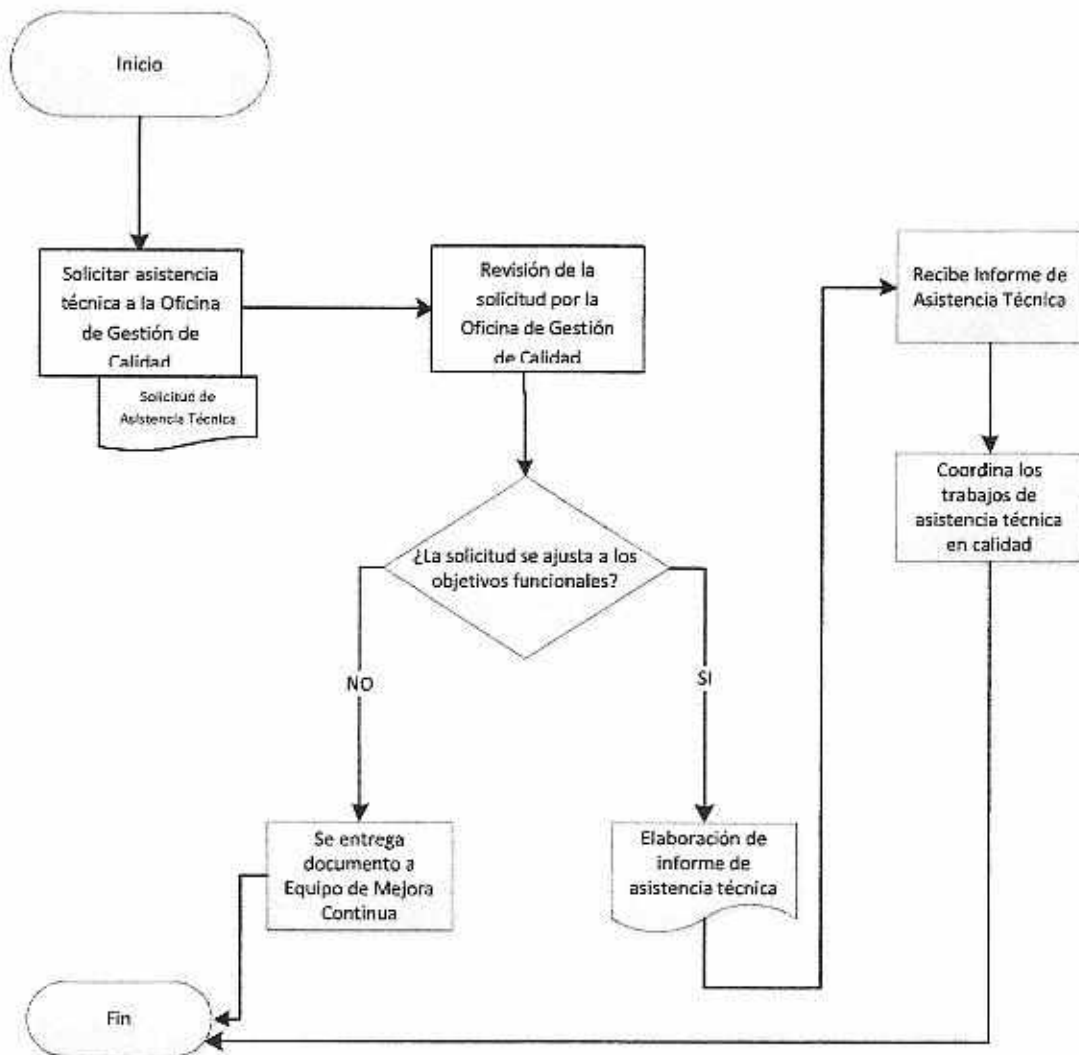 Inicio
Solicitar asistencia
técnica a la Oficina
de Gestión de
Calidad
Solicitud de
Asistencia Técnica
Revisión de la
solicitud por la
Oficina de Gestión
de Calidad
¿La solicitud se ajusta a los
objetivos funcionales?
NO
SI
Se entrega
documento a
Equipo de Mejora
Continua
Elaboración de
informe de
asistencia técnica
Recibe Informe de
Asistencia Técnica
Coordina los
trabajos de
asistencia técnica
en calidad
Fin